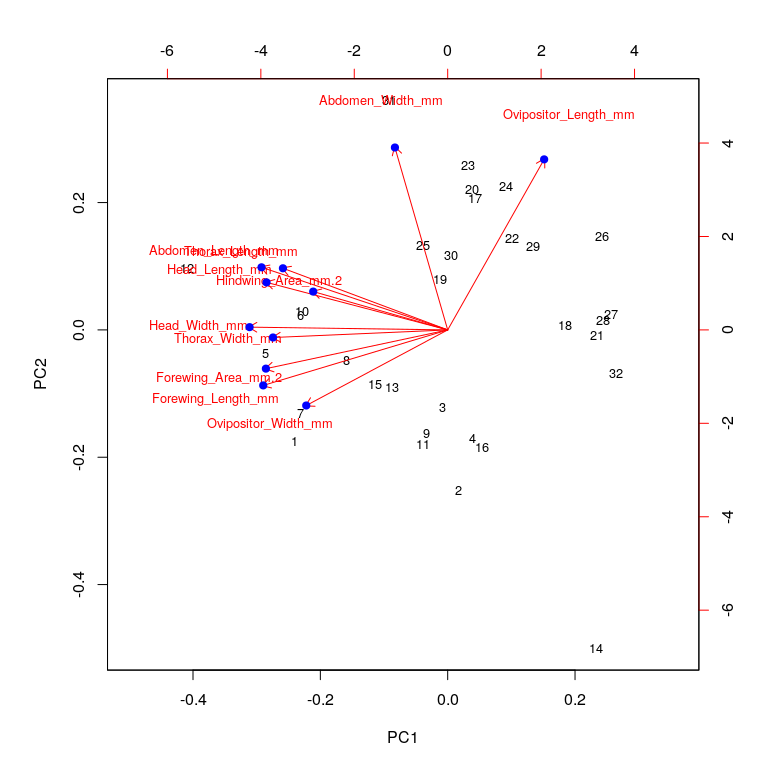 -6 -4 -2 0 2 4
31
Abdomen_Width_mm
Ovipositor_Length_mm
4
23
20 24
17
0.2
26
22
25 29
2
30
Abdomen_Length_mm
Thorax_Length_mm
12
Head_Length_mm
19
Hindwing_Area_mm.2
10
6
27
28
Head_Width_mm
18
0.0
0
21
Thorax_Width_mm
5
8
32
Forewing_Area_mm.2
15 13
Forewing_Length_mm
3
7
Ovipositor_Width_mm
-2
9
4
1
11 16
-0.2
2
-4
-0.4
-6
14
PC2
-0.4 -0.2 0.0 0.2
PC1